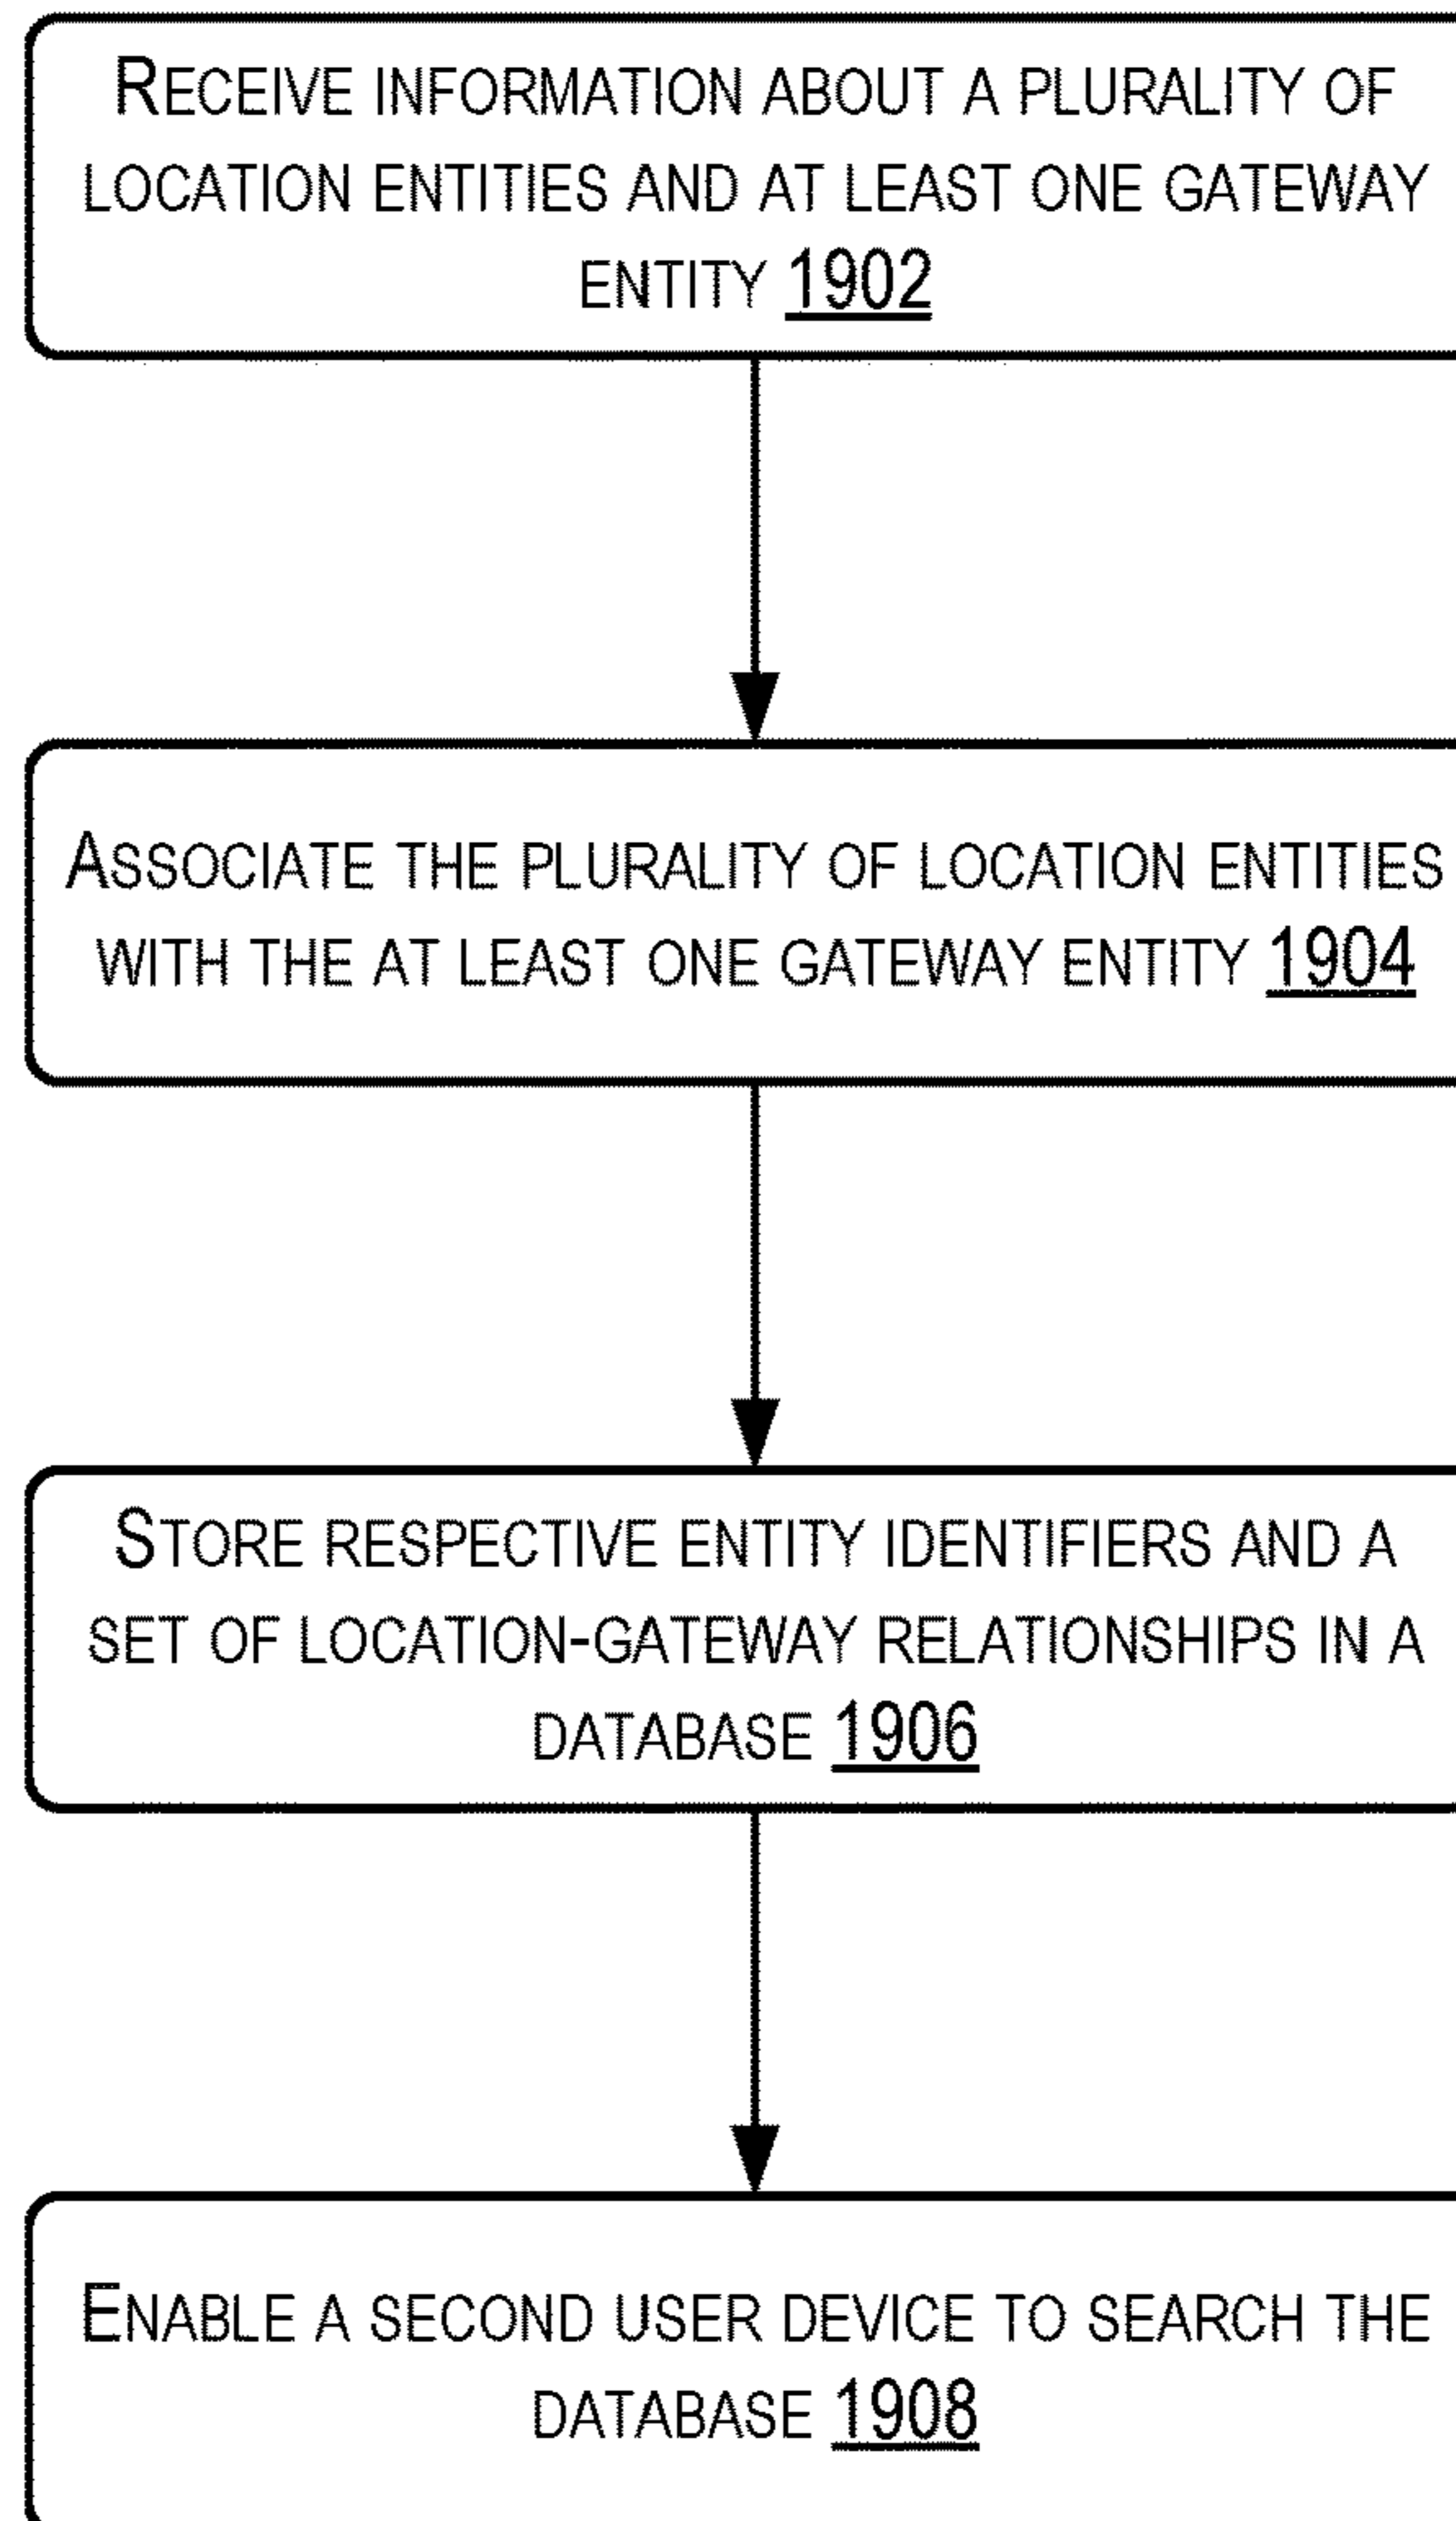 RECEIVE INFORMATION ABOUT A PLURALITY OF
LOCATION ENTITIES AND AT LEAST ONE GATEWAY
ENTITY 1902
ASSOCIATE THE PLURALITY OF LOCATION ENTITIES
WITH THE AT LEAST ONE GATEWAY ENTITY 1904
STORE RESPECTIVE ENTITY IDENTIFIERS AND A
SET OF LOCATION-GATEWAY RELATIONSHIPS IN A
DATABASE 1906
ENABLE A SECOND USER DEVICE TO SEARCH THE
DATABASE 1908